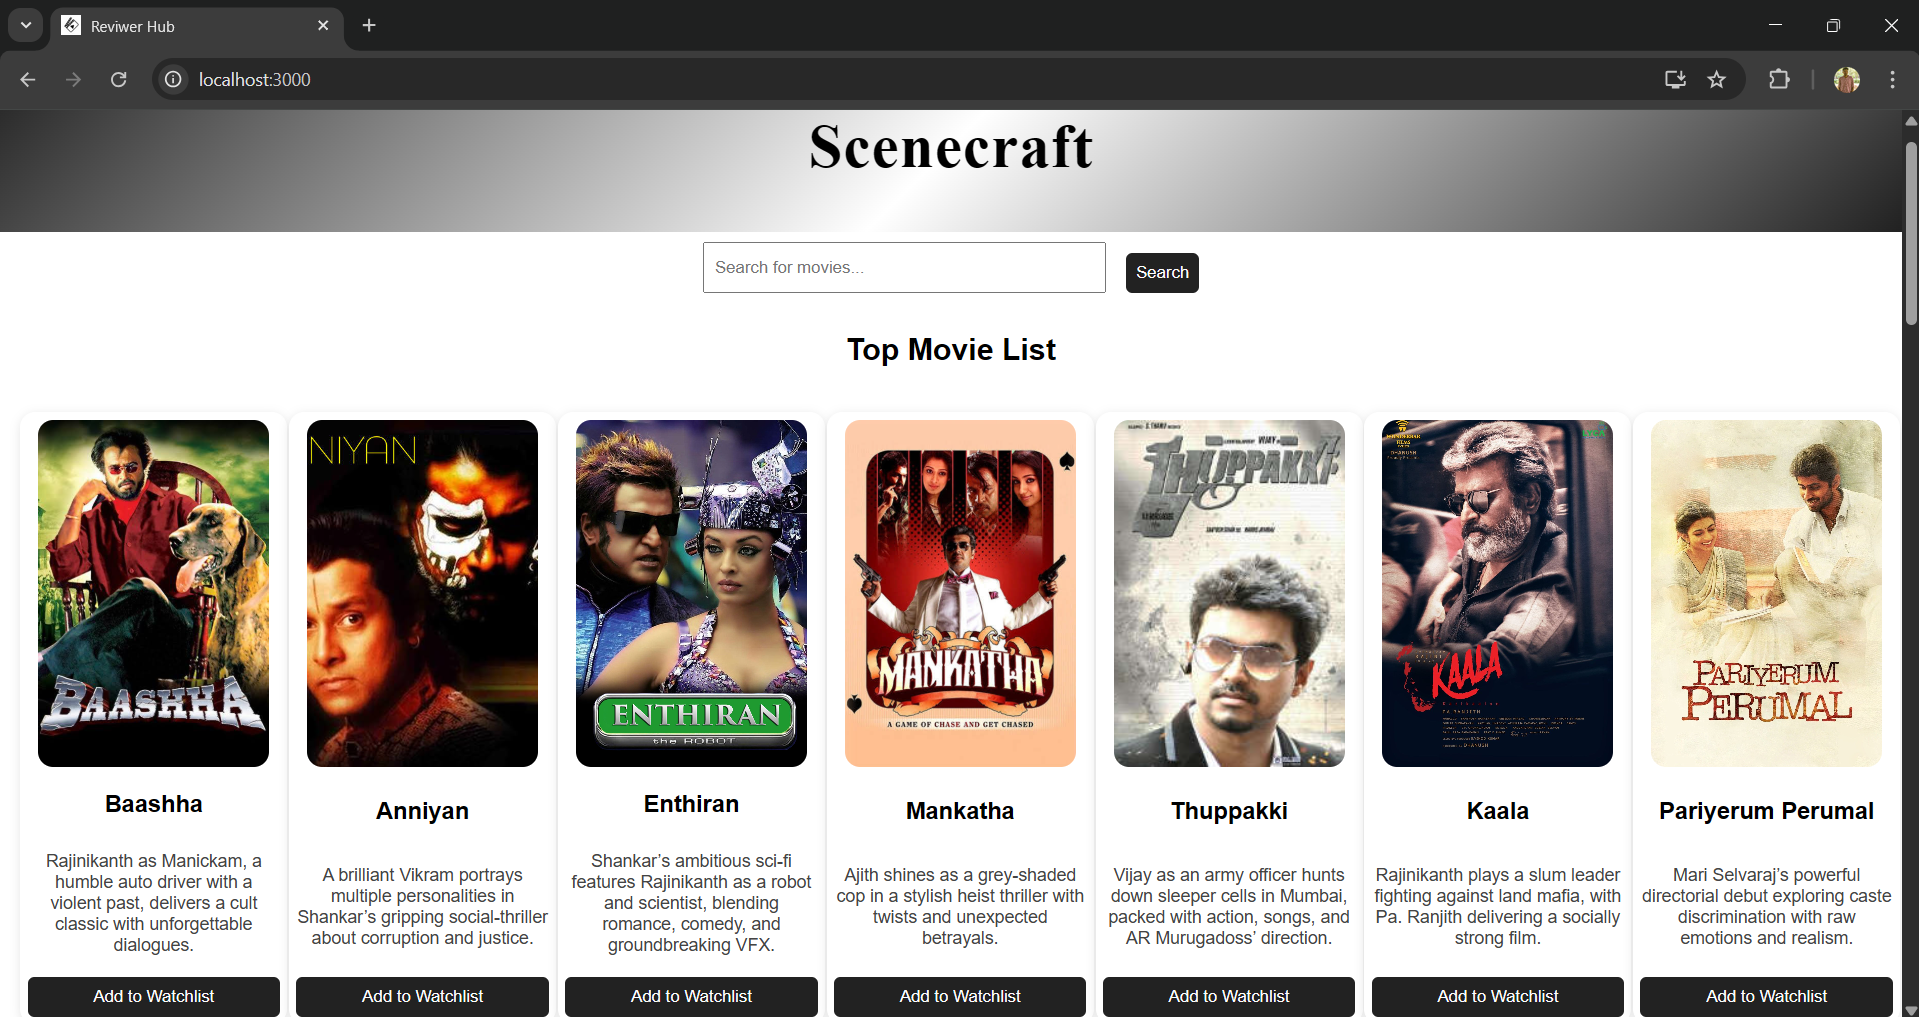 Reviwer Hub
localhost:3000
Scenecraft
Search for movies...
Search
Top Movie List
BAASHHA
NIYAN
ENTHIRAN
the ROBOT
MANKATHA
A GAME OF CHASE AND GET CHASED
THUPPAKKI
KAALA
PARIYERUM
PERUMAL
Baashha
Rajinikanth as Manickam, a
humble auto driver with a
violent past, delivers a cult
classic with unforgettable
dialogues.
Add to Watchlist
Anniyan
A brilliant Vikram portrays
multiple personalities in
Shankar’s gripping social-thriller
about corruption and justice.
Add to Watchlist
Enthiran
Shankar’s ambitious sci-fi
features Rajinikanth as a robot
and scientist, blending
romance, comedy, and
groundbreaking VFX.
Add to Watchlist
Mankatha
Ajith shines as a grey-shaded
cop in a stylish heist thriller with
twists and unexpected
betrayals.
Add to Watchlist
Thuppakki
Vijay as an army officer hunts
down sleeper cells in Mumbai,
packed with action, songs, and
AR Murugadoss’ direction.
Add to Watchlist
Kaala
Rajinikanth plays a slum leader
fighting against land mafia, with
Pa. Ranjith delivering a socially
strong film.
Add to Watchlist
Pariyerum Perumal
Mari Selvaraj’s powerful
directorial debut exploring caste
discrimination with raw
emotions and realism.
Add to Watchlist